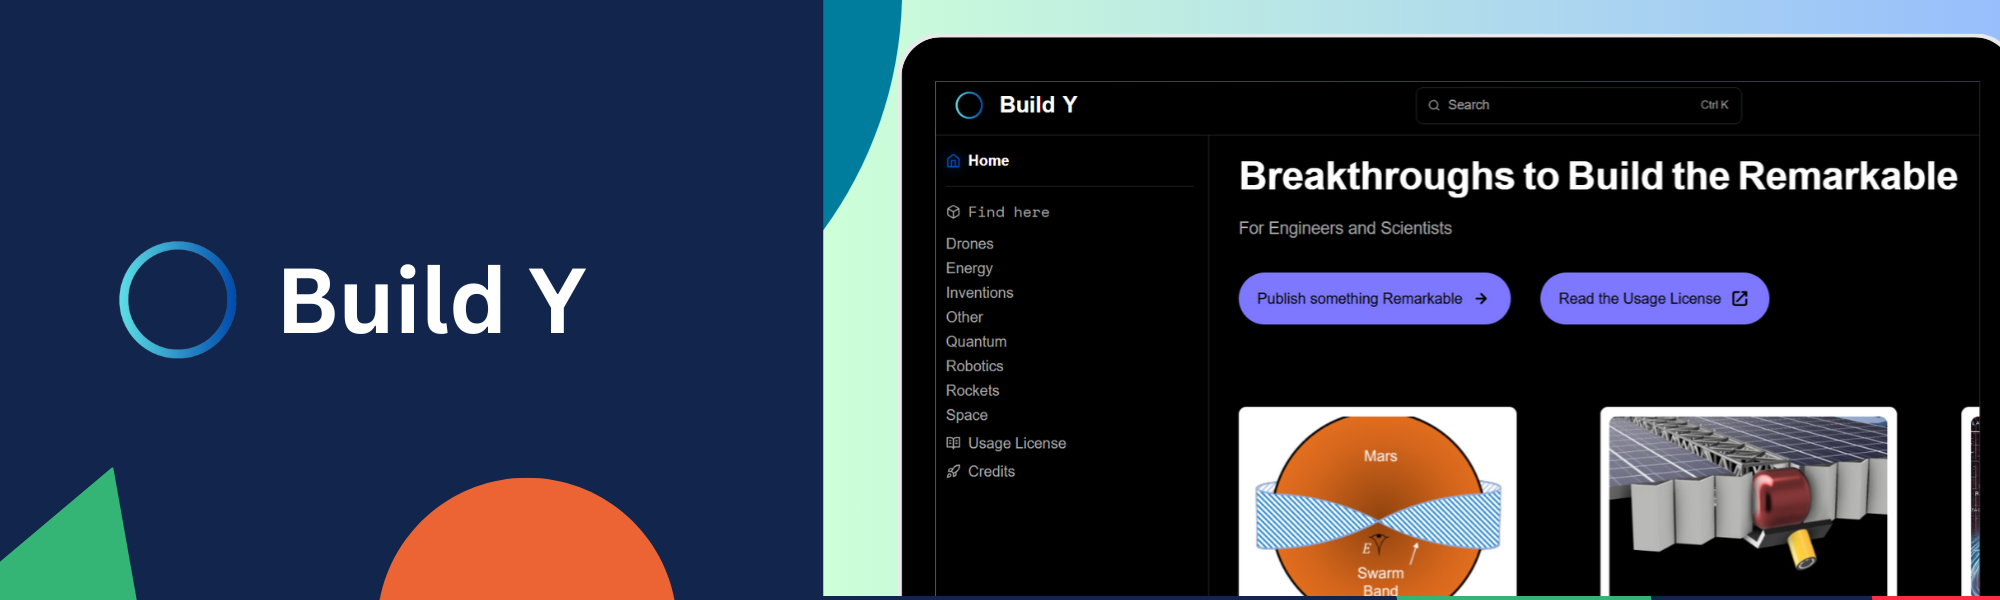 Build Y
Build Y
Search
Ctrl K
Home
Find here
Drones
Energy
Inventions
Other
Quantum
Robotics
Rockets
Space
Usage License
Credits
Breakthroughs to Build the Remarkable
For Engineers and Scientists
Publish something Remarkable
Read the Usage License
Mars
E
Swarm
Band